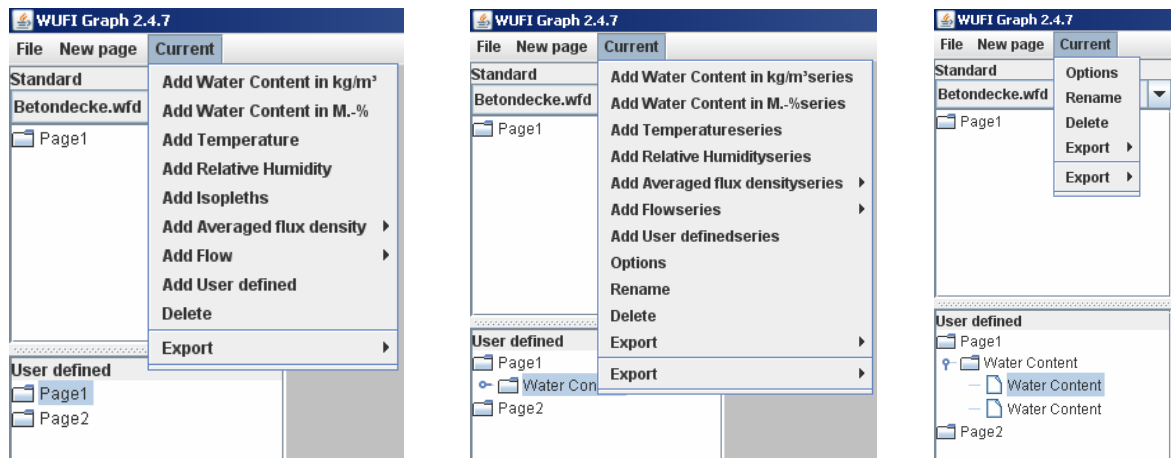 WUFI Graph 2.4.7
File New page Current
Standard
Betondecke.wfd
Page1
Add Water Content in kg/m³
Add Water Content in M.-%
Add Temperature
Add Relative Humidity
Add Isopleths
Add Averaged flux density
Add Flow
Add User defined
Delete
Export
User defined
Page1
Page2
WUFI Graph 2.4.7
File New page Current
Standard
Betondecke.wfd
Page1
Add Water Content in kg/m³series
Add Water Content in M.-%series
Add Temperatureseries
Add Relative Humidityseries
Add Averaged flux densityseries
Add Flowseries
Add User definedseries
Options
Rename
Delete
Export
Export
User defined
Page1
Water Con
Page2
WUFI Graph 2.4.7
File New page Current
Standard
Betondecke.wfd
Page1
Options
Rename
Delete
Export
Export
User defined
Page1
Water Content
Water Content
Water Content
Page2